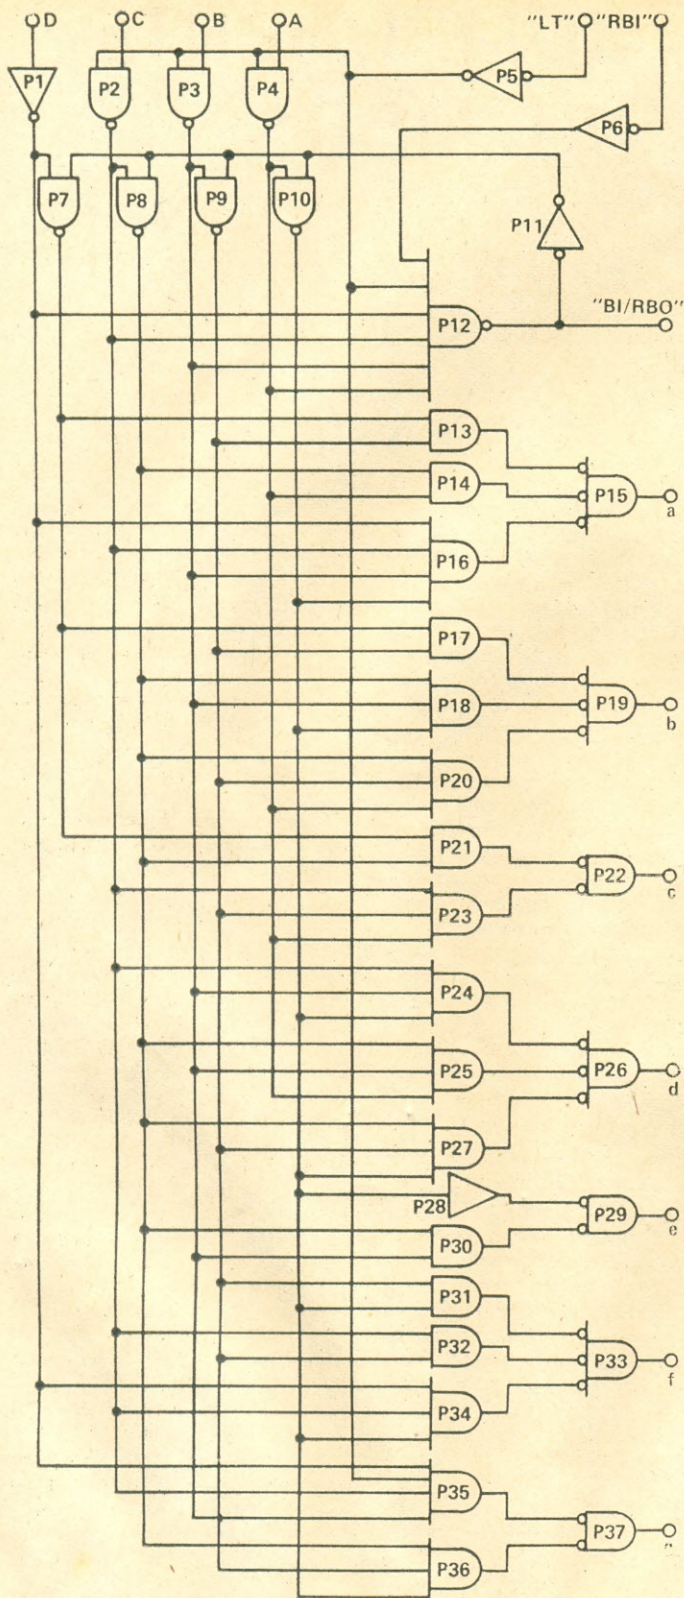 D C B A "LT" "RBI"
P1 P2 P3 P4 P5
P6
P7 P8 P9 P10 P11
P12 "BI/RBO"
P13
P14 P15 a
P16
P17
P18 P19 b
P20
P21
P22 c
P23
P24
P25 P26 d
P27
P28 P29 e
P30
P31
P32 P33 f
P34
P35
P37
P36